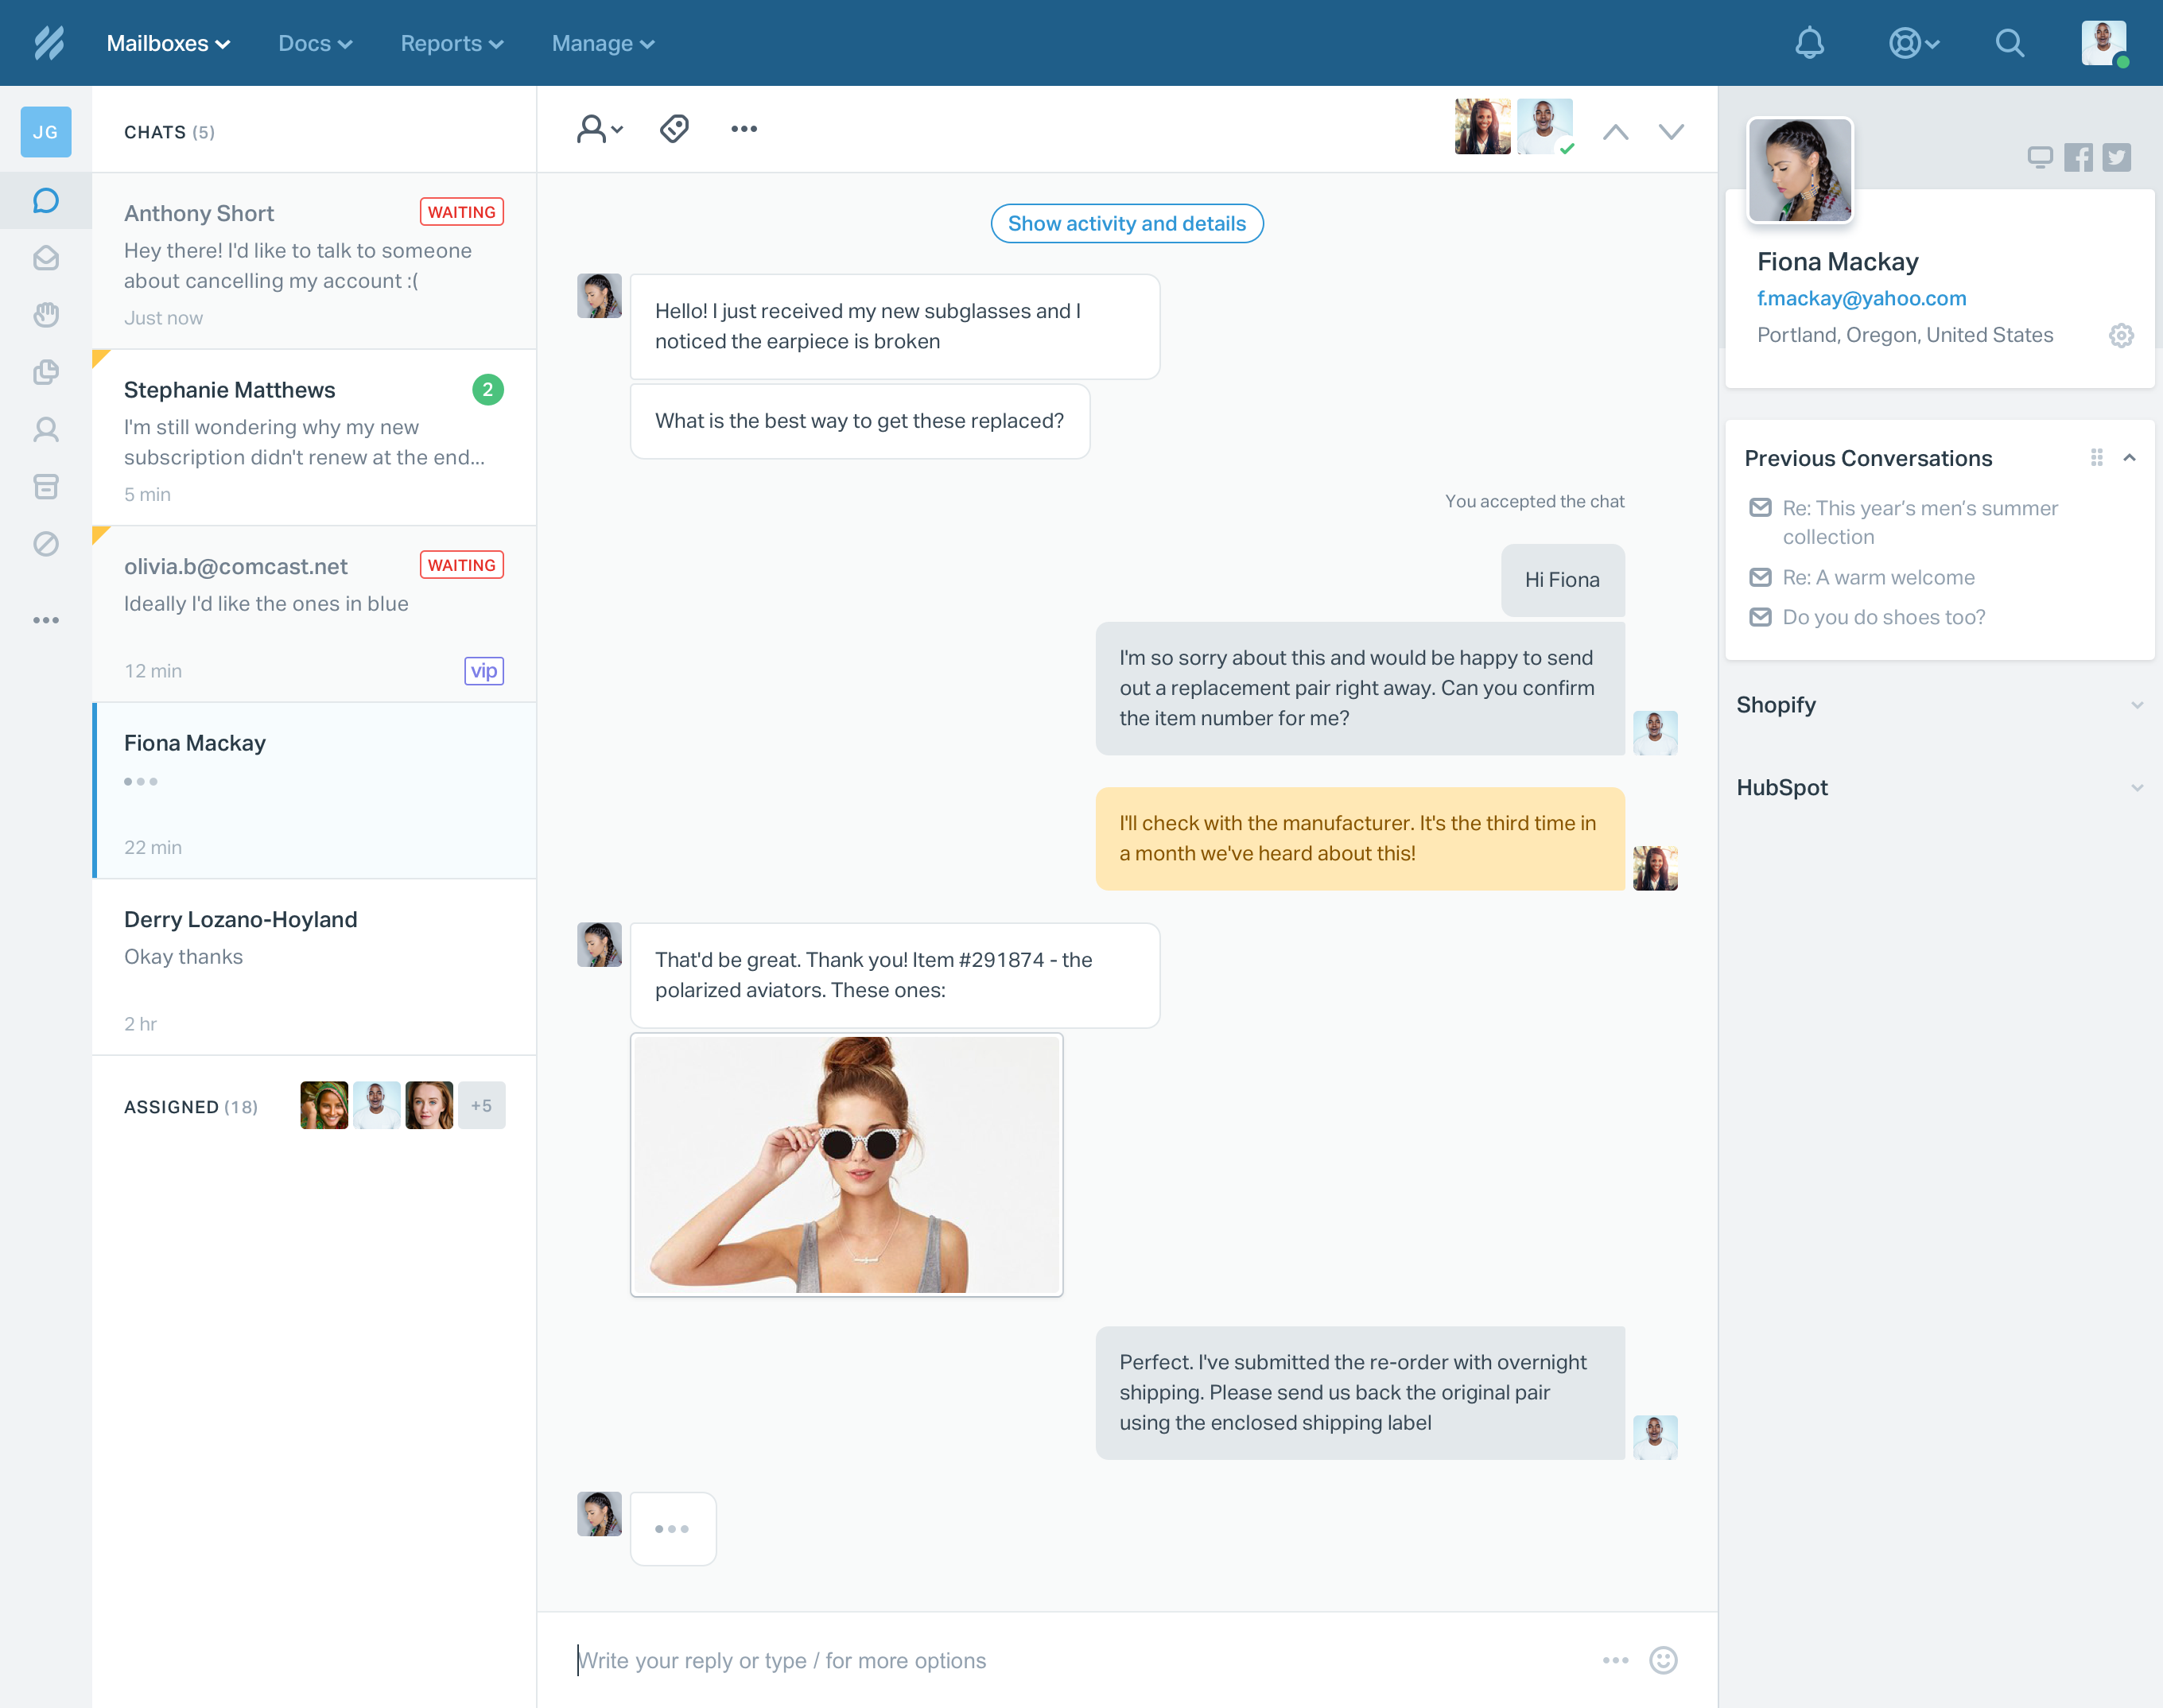 Mailboxes
Docs
Reports
Manage
JG
CHATS (5)
Anthony Short
WAITING
Hey there! I'd like to talk to someone
about cancelling my account :(
Just now
Stephanie Matthews
2
I'm still wondering why my new
subscription didn't renew at the end...
5 min
olivia.b@comcast.net
WAITING
Ideally I'd like the ones in blue
12 min
vip
Fiona Mackay
22 min
Derry Lozano-Hoyland
Okay thanks
2 hr
ASSIGNED (18)
+5
Show activity and details
Hello! I just received my new subglasses and I
noticed the earpiece is broken
What is the best way to get these replaced?
You accepted the chat
Hi Fiona
I'm so sorry about this and would be happy to send
out a replacement pair right away. Can you confirm
the item number for me?
I'll check with the manufacturer. It's the third time in
a month we've heard about this!
That'd be great. Thank you! Item #291874 - the
polarized aviators. These ones:
Perfect. I've submitted the re-order with overnight
shipping. Please send us back the original pair
using the enclosed shipping label
Write your reply or type / for more options
Fiona Mackay
f.mackay@yahoo.com
Portland, Oregon, United States
Previous Conversations
Re: This year’s men’s summer
collection
Re: A warm welcome
Do you do shoes too?
Shopify
HubSpot